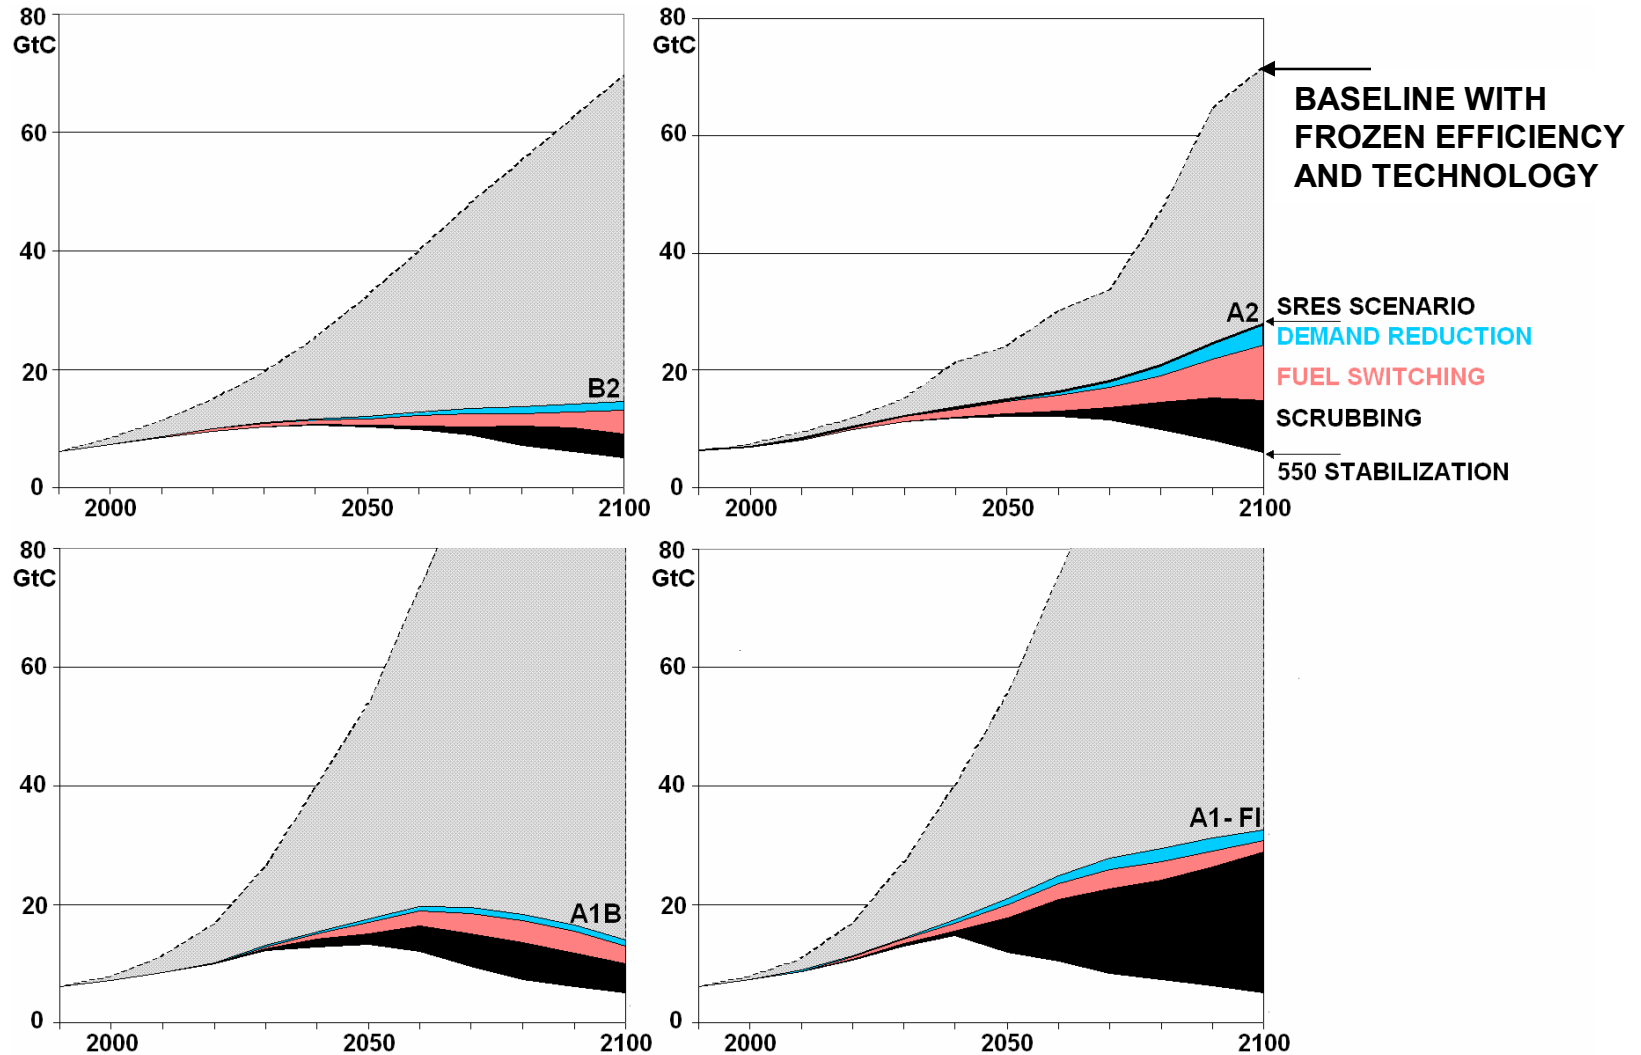 80
GtC
60
40
20
0
B2
2000
2050
2100
80
GtC
60
40
20
0
A2
2000
2050
2100
BASELINE WITH
FROZEN EFFICIENCY
AND TECHNOLOGY
SRES SCENARIO
DEMAND REDUCTION
FUEL SWITCHING
SCRUBBING
550 STABILIZATION
80
GtC
60
40
20
0
A1B
2000
2050
2100
80
GtC
60
40
20
0
A1- FI
2000
2050
2100